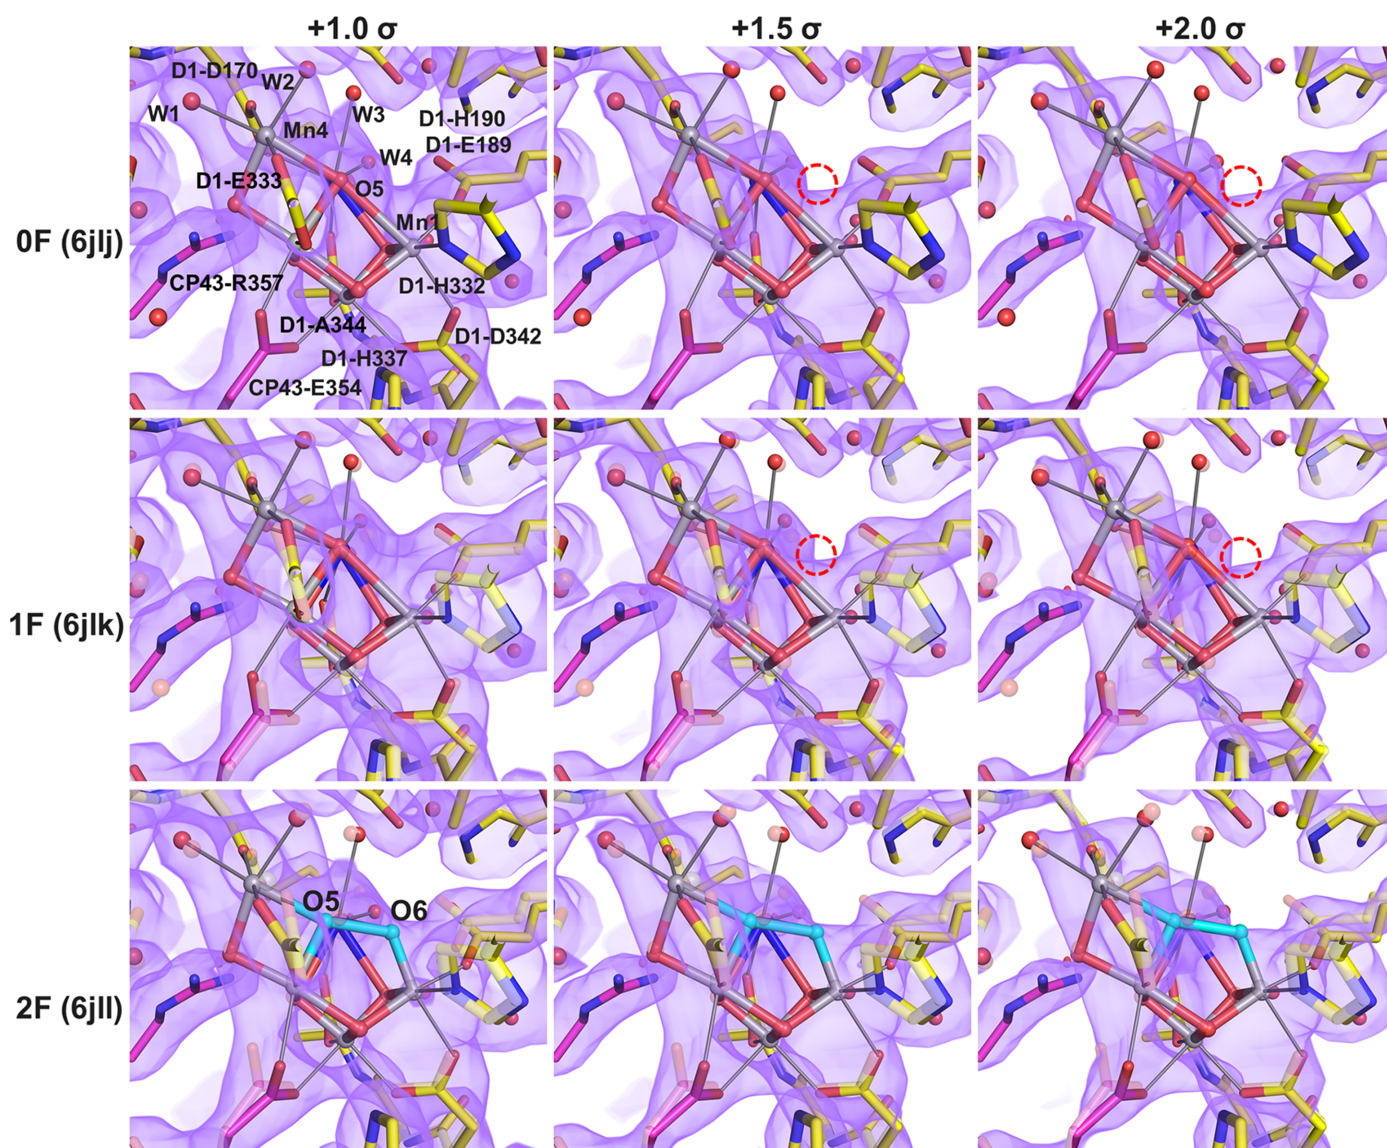 +1.0 σ
+1.5 σ
+2.0 σ
D1-D170
W2
W1
W3
Mn4
D1-H190
D1-E189
W4
D1-E333
O5
Mn1
0F (6jlj)
CP43-R357
D1-H332
D1-A344
D1-D342
D1-H337
CP43-E354
1F (6jlk)
O5
O6
2F (6jll)